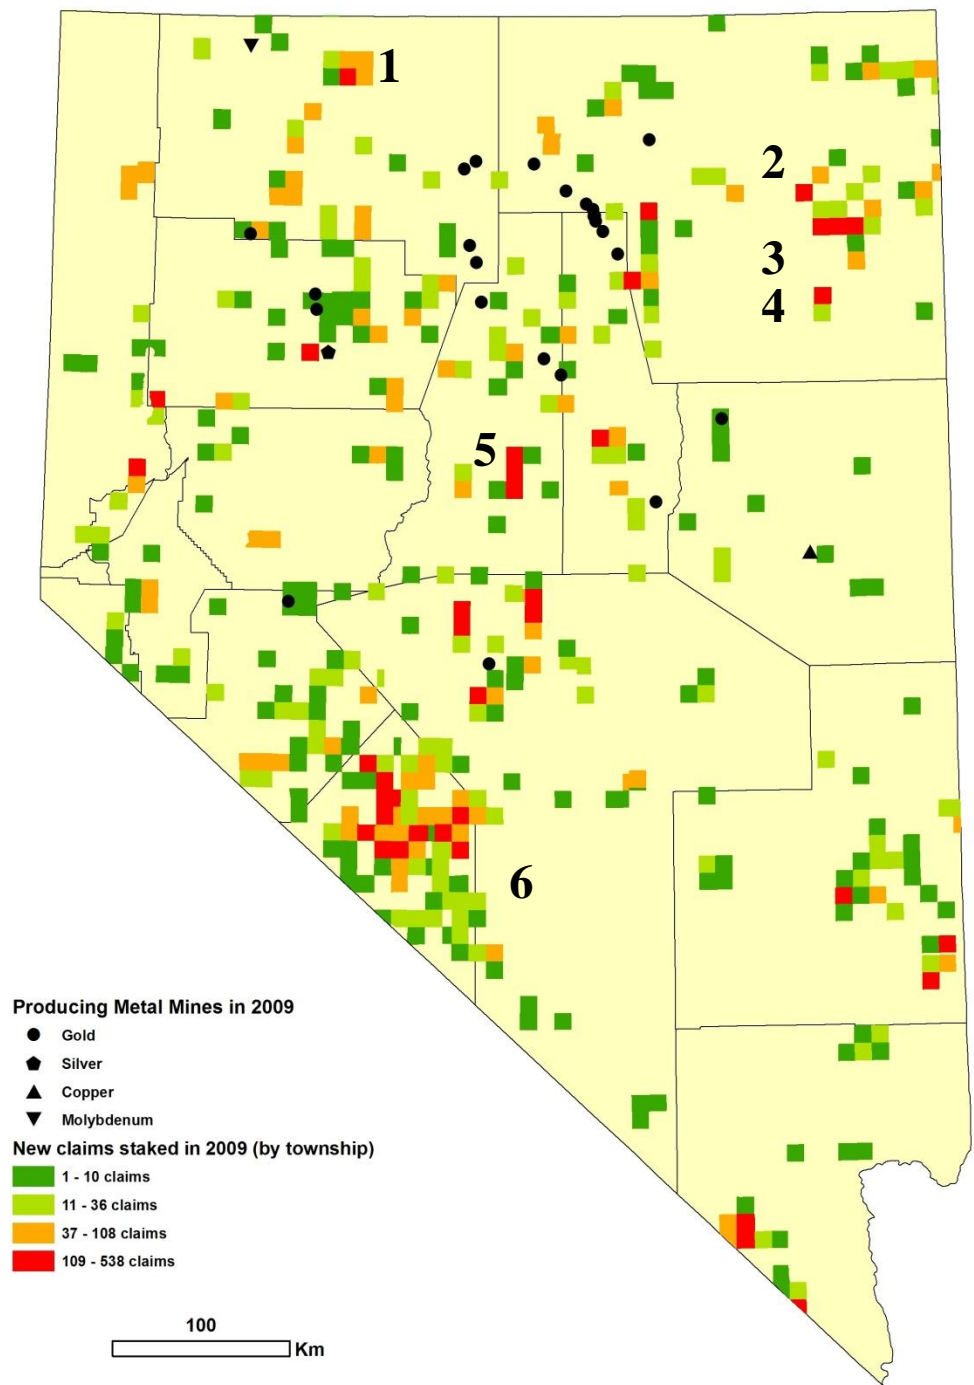 1
2
3
4
5
6
Producing Metal Mines in 2009
Gold
Silver
Copper
Molybdenum
New claims staked in 2009 (by township)
1 - 10 claims
11 - 36 claims
37 - 108 claims
109 - 538 claims
100
Km